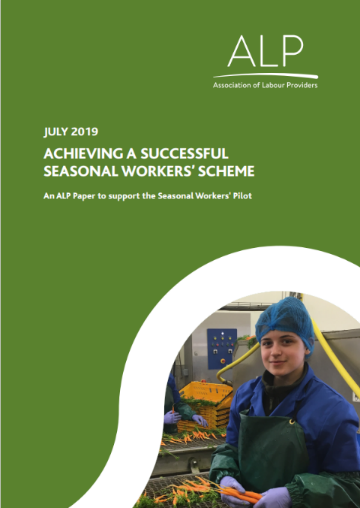 ALP
Association of Labour Providers
JULY 2019
ACHIEVING A SUCCESSFUL
SEASONAL WORKERS' SCHEME
An ALP Paper to support the Seasonal Workers' Pilot